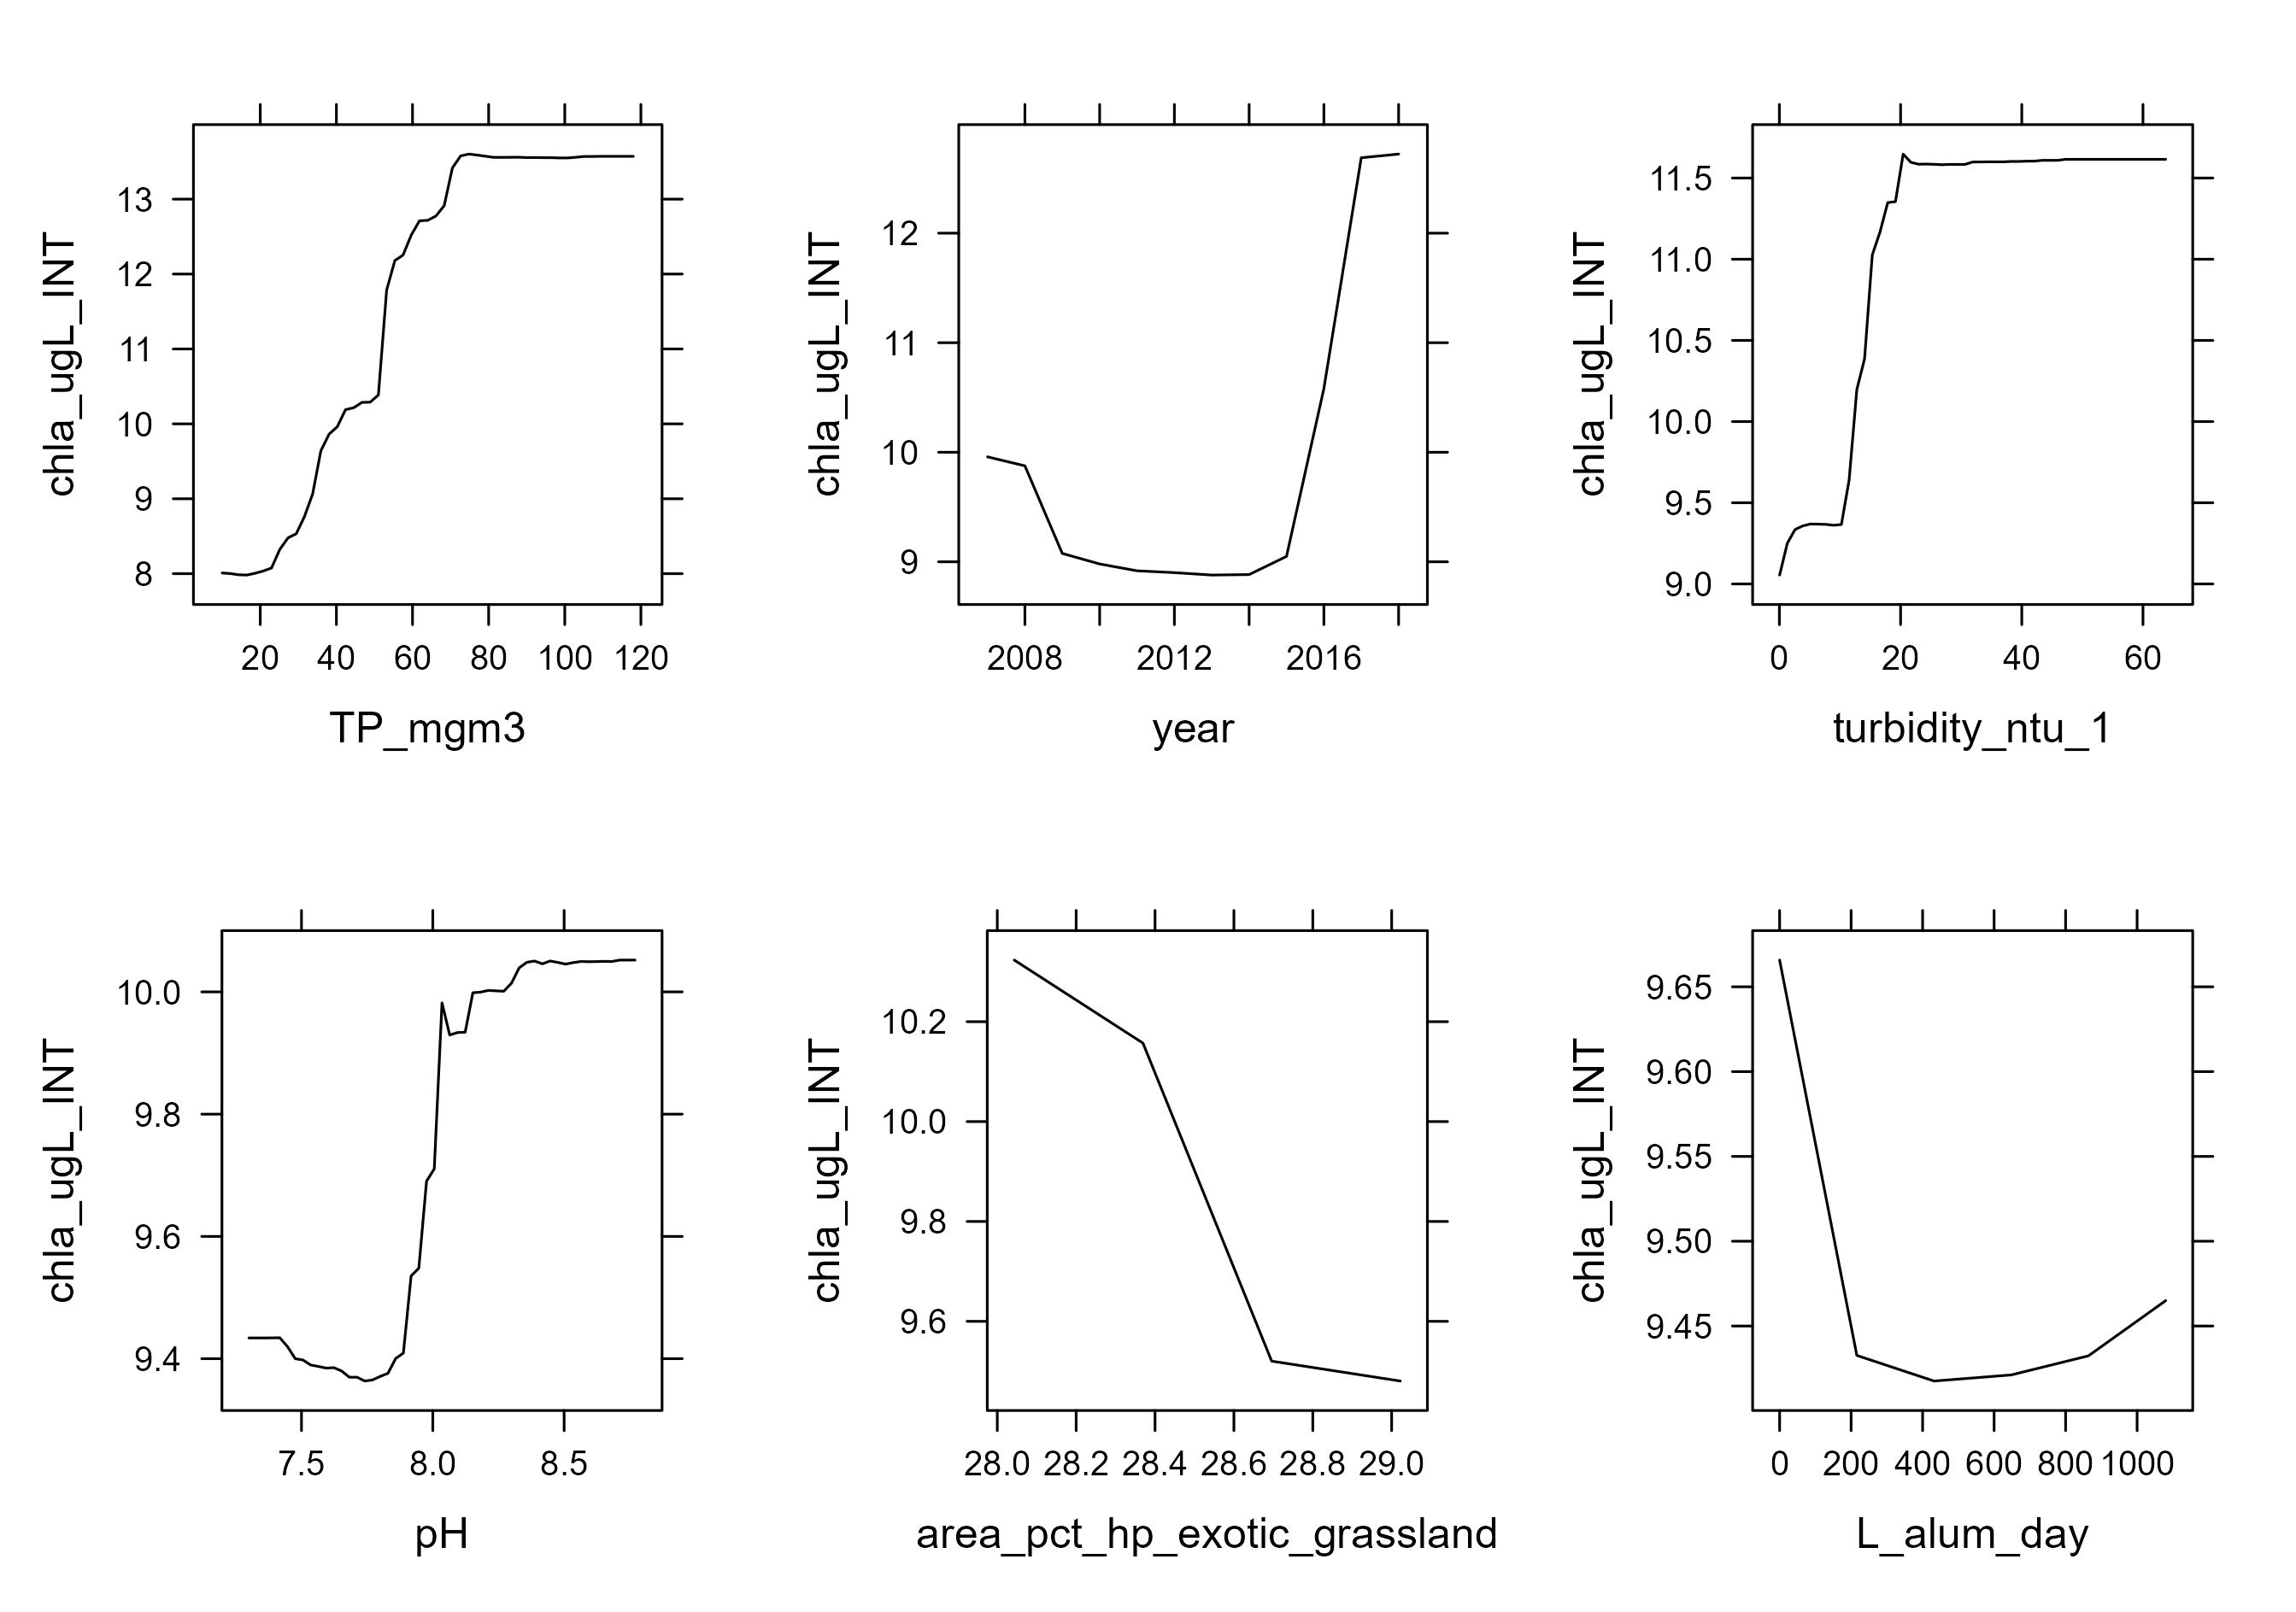 chla_ugL_INT
13
12
11
10
9
8
20 40 60 80 100 120
TP_mgm3
chla_ugL_INT
12
11
10
9
2008 2012 2016
year
chla_ugL_INT
11.5
11.0
10.5
10.0
9.5
9.0
0 20 40 60
turbidity_ntu_1
chla_ugL_INT
10.0
9.8
9.6
9.4
7.5 8.0 8.5
pH
chla_ugL_INT
10.2
10.0
9.8
9.6
28.0 28.2 28.4 28.6 28.8 29.0
area_pct_hp_exotic_grassland
chla_ugL_INT
9.65
9.60
9.55
9.50
9.45
0 200 400 600 800 1000
L_alum_day